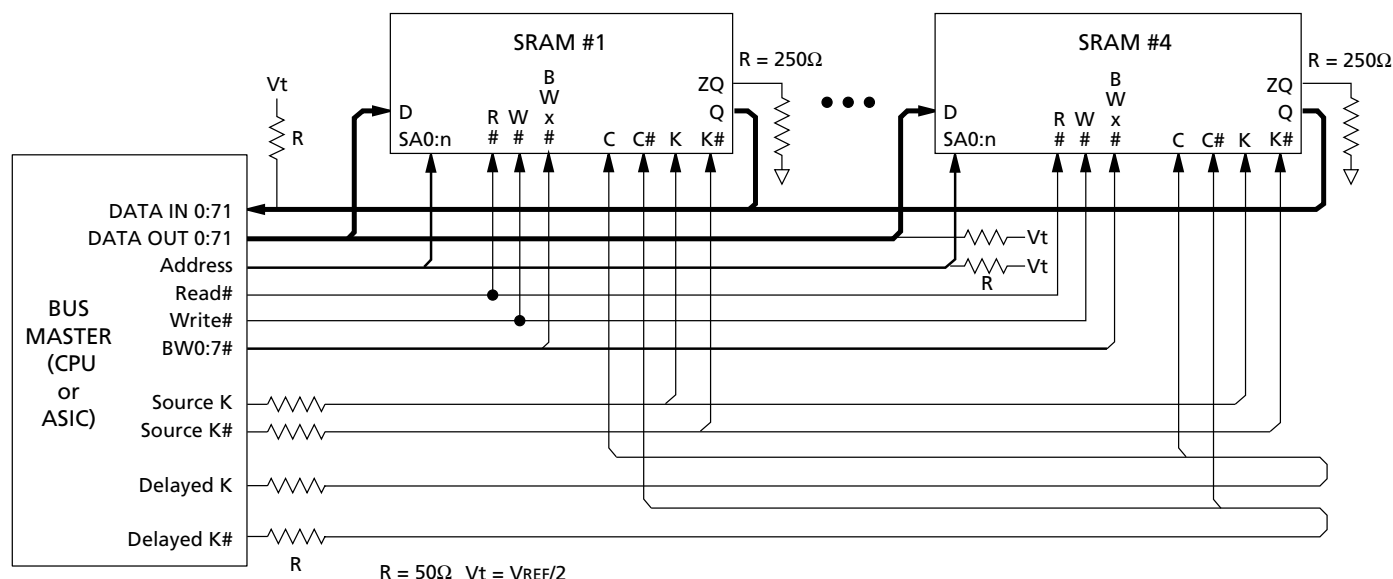 SRAM #1
R = 250Ω
ZQ
Q
D
SA0:n
R
#
W
#
B
W
x
#
C
C#
K
K#
SRAM #4
R = 250Ω
ZQ
Q
D
SA0:n
R
#
W
#
B
W
x
#
C
C#
K
K#
Vt
R
BUS
MASTER
(CPU
or
ASIC)
DATA IN 0:71
DATA OUT 0:71
Address
Read#
Write#
BW0:7#
Source K
Source K#
Delayed K
Delayed K#
Vt
Vt
R
R
R = 50Ω Vt = VREF/2